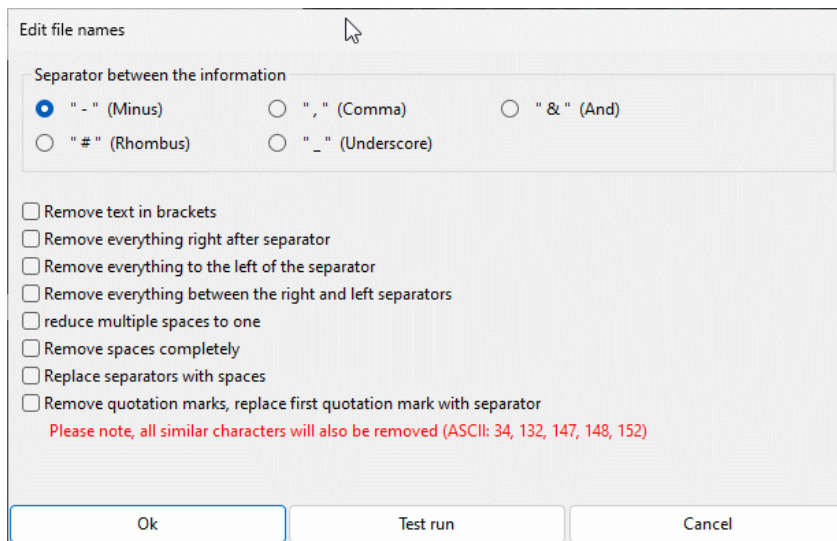 Edit file names
Separator between the information
" - " (Minus)
" , " (Comma)
" & " (And)
" # " (Rhombus)
" _ " (Underscore)
Remove text in brackets
Remove everything right after separator
Remove everything to the left of the separator
Remove everything between the right and left separators
reduce multiple spaces to one
Remove spaces completely
Replace separators with spaces
Remove quotation marks, replace first quotation mark with separator
Please note, all similar characters will also be removed (ASCII: 34, 132, 147, 148, 152)
Ok
Test run
Cancel